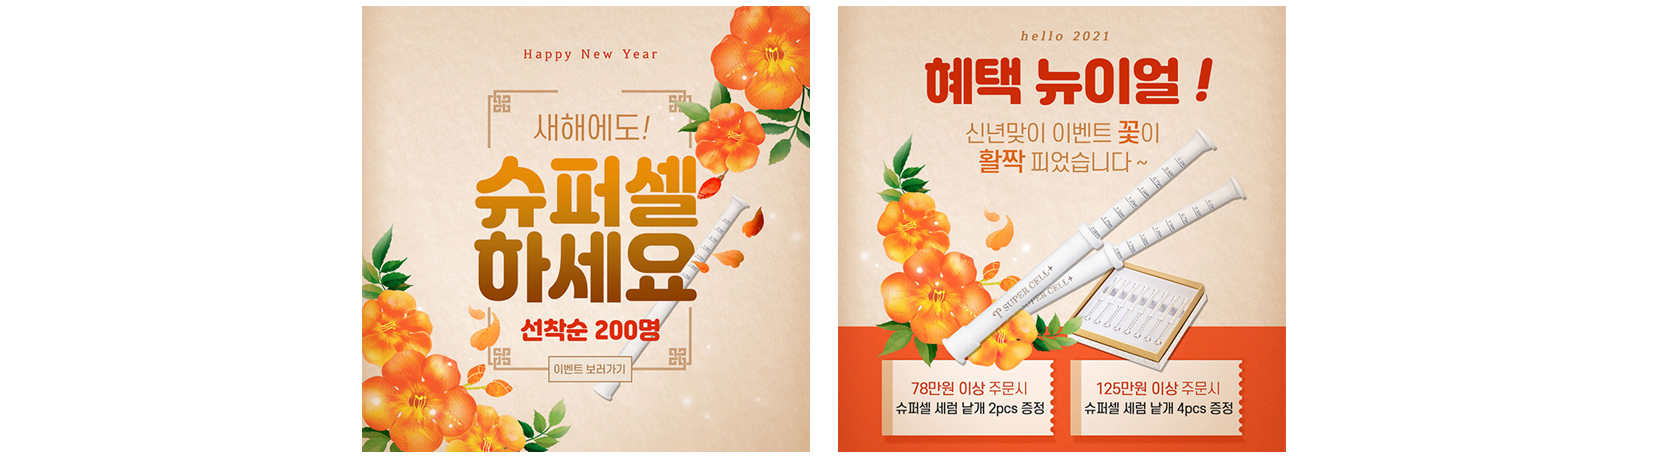 Happy New Year
새해에도!
슈퍼셀
하세요
선착순 200명
이벤트 보러가기
hello 2021
혜택 뉴이얼 !
신년맞이 이벤트 꽃이
활짝 피었습니다 ~
SUPER CELL+
SUPER CELL+
78만원 이상 주문시
슈퍼셀 세럼 낱개 2pcs 증정
125만원 이상 주문시
슈퍼셀 세럼 낱개 4pcs 증정